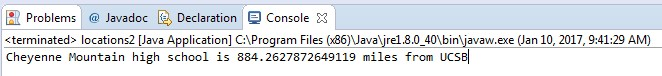 Problems @ Javadoc Declaration Console
<terminated> locations2 [Java Application] C:\Program Files (x86)\Java\jre1.8.0_40\bin\javaw.exe (Jan 10, 2017, 9:41:29 AM)
Cheyenne Mountain high school is 884.2627872649119 miles from UCSB